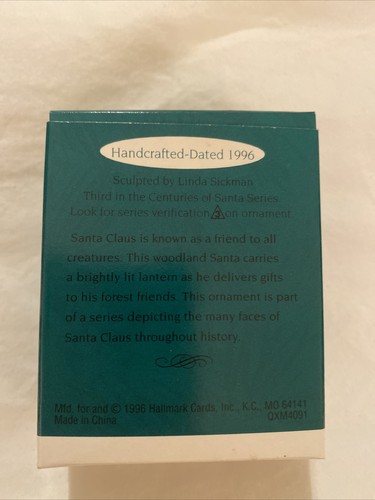 Handcrafted-Dated 1996
Sculpted by Linda Sickman
Third in the Centuries of Santa Series
Look for series verification 3 on ornament
Santa Claus is known as a friend to all
creatures. This woodland Santa carries
a brightly lit lantern as he delivers gifts
to his forest friends. This ornament is part
of a series depicting the many faces of
Santa Claus throughout history.
Mfd. for and © 1996 Hallmark Cards, Inc., K.C., MO 64141
Made in China QXM4091